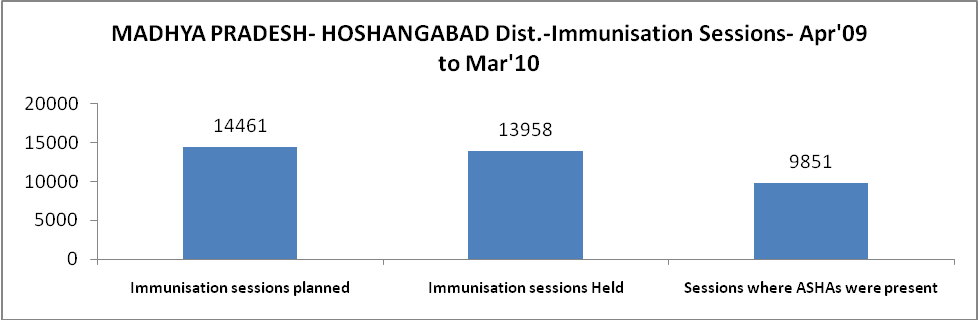 MADHYA PRADESH- HOSHANGABAD Dist.-Immunisation Sessions- Apr'09
to Mar'10
20000
15000
10000
5000
0
14461
13958
9851
Immunisation sessions planned
Immunisation sessions Held
Sessions where ASHAs were present